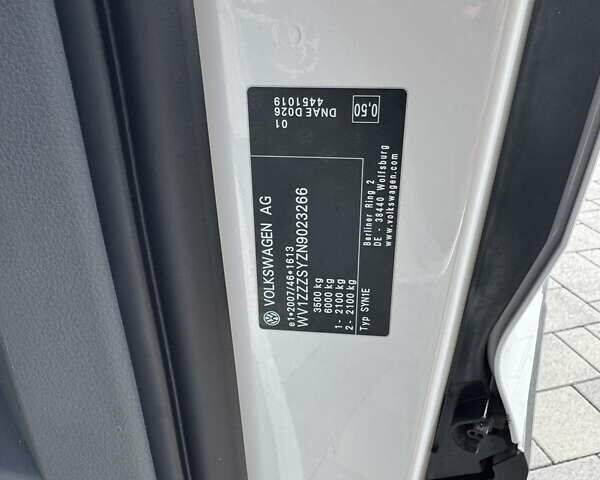 VOLKSWAGEN AG
e1*2007/46*1613
WV1ZZZSYZN9023266
3500 kg
6000 kg
1- 2100 kg
2- 2100 kg
Typ SYN1E
01
DNAE D026
4451019
0.50
Berliner Ring 2
DE - 38440 Wolfsburg
www.volkswagen.com